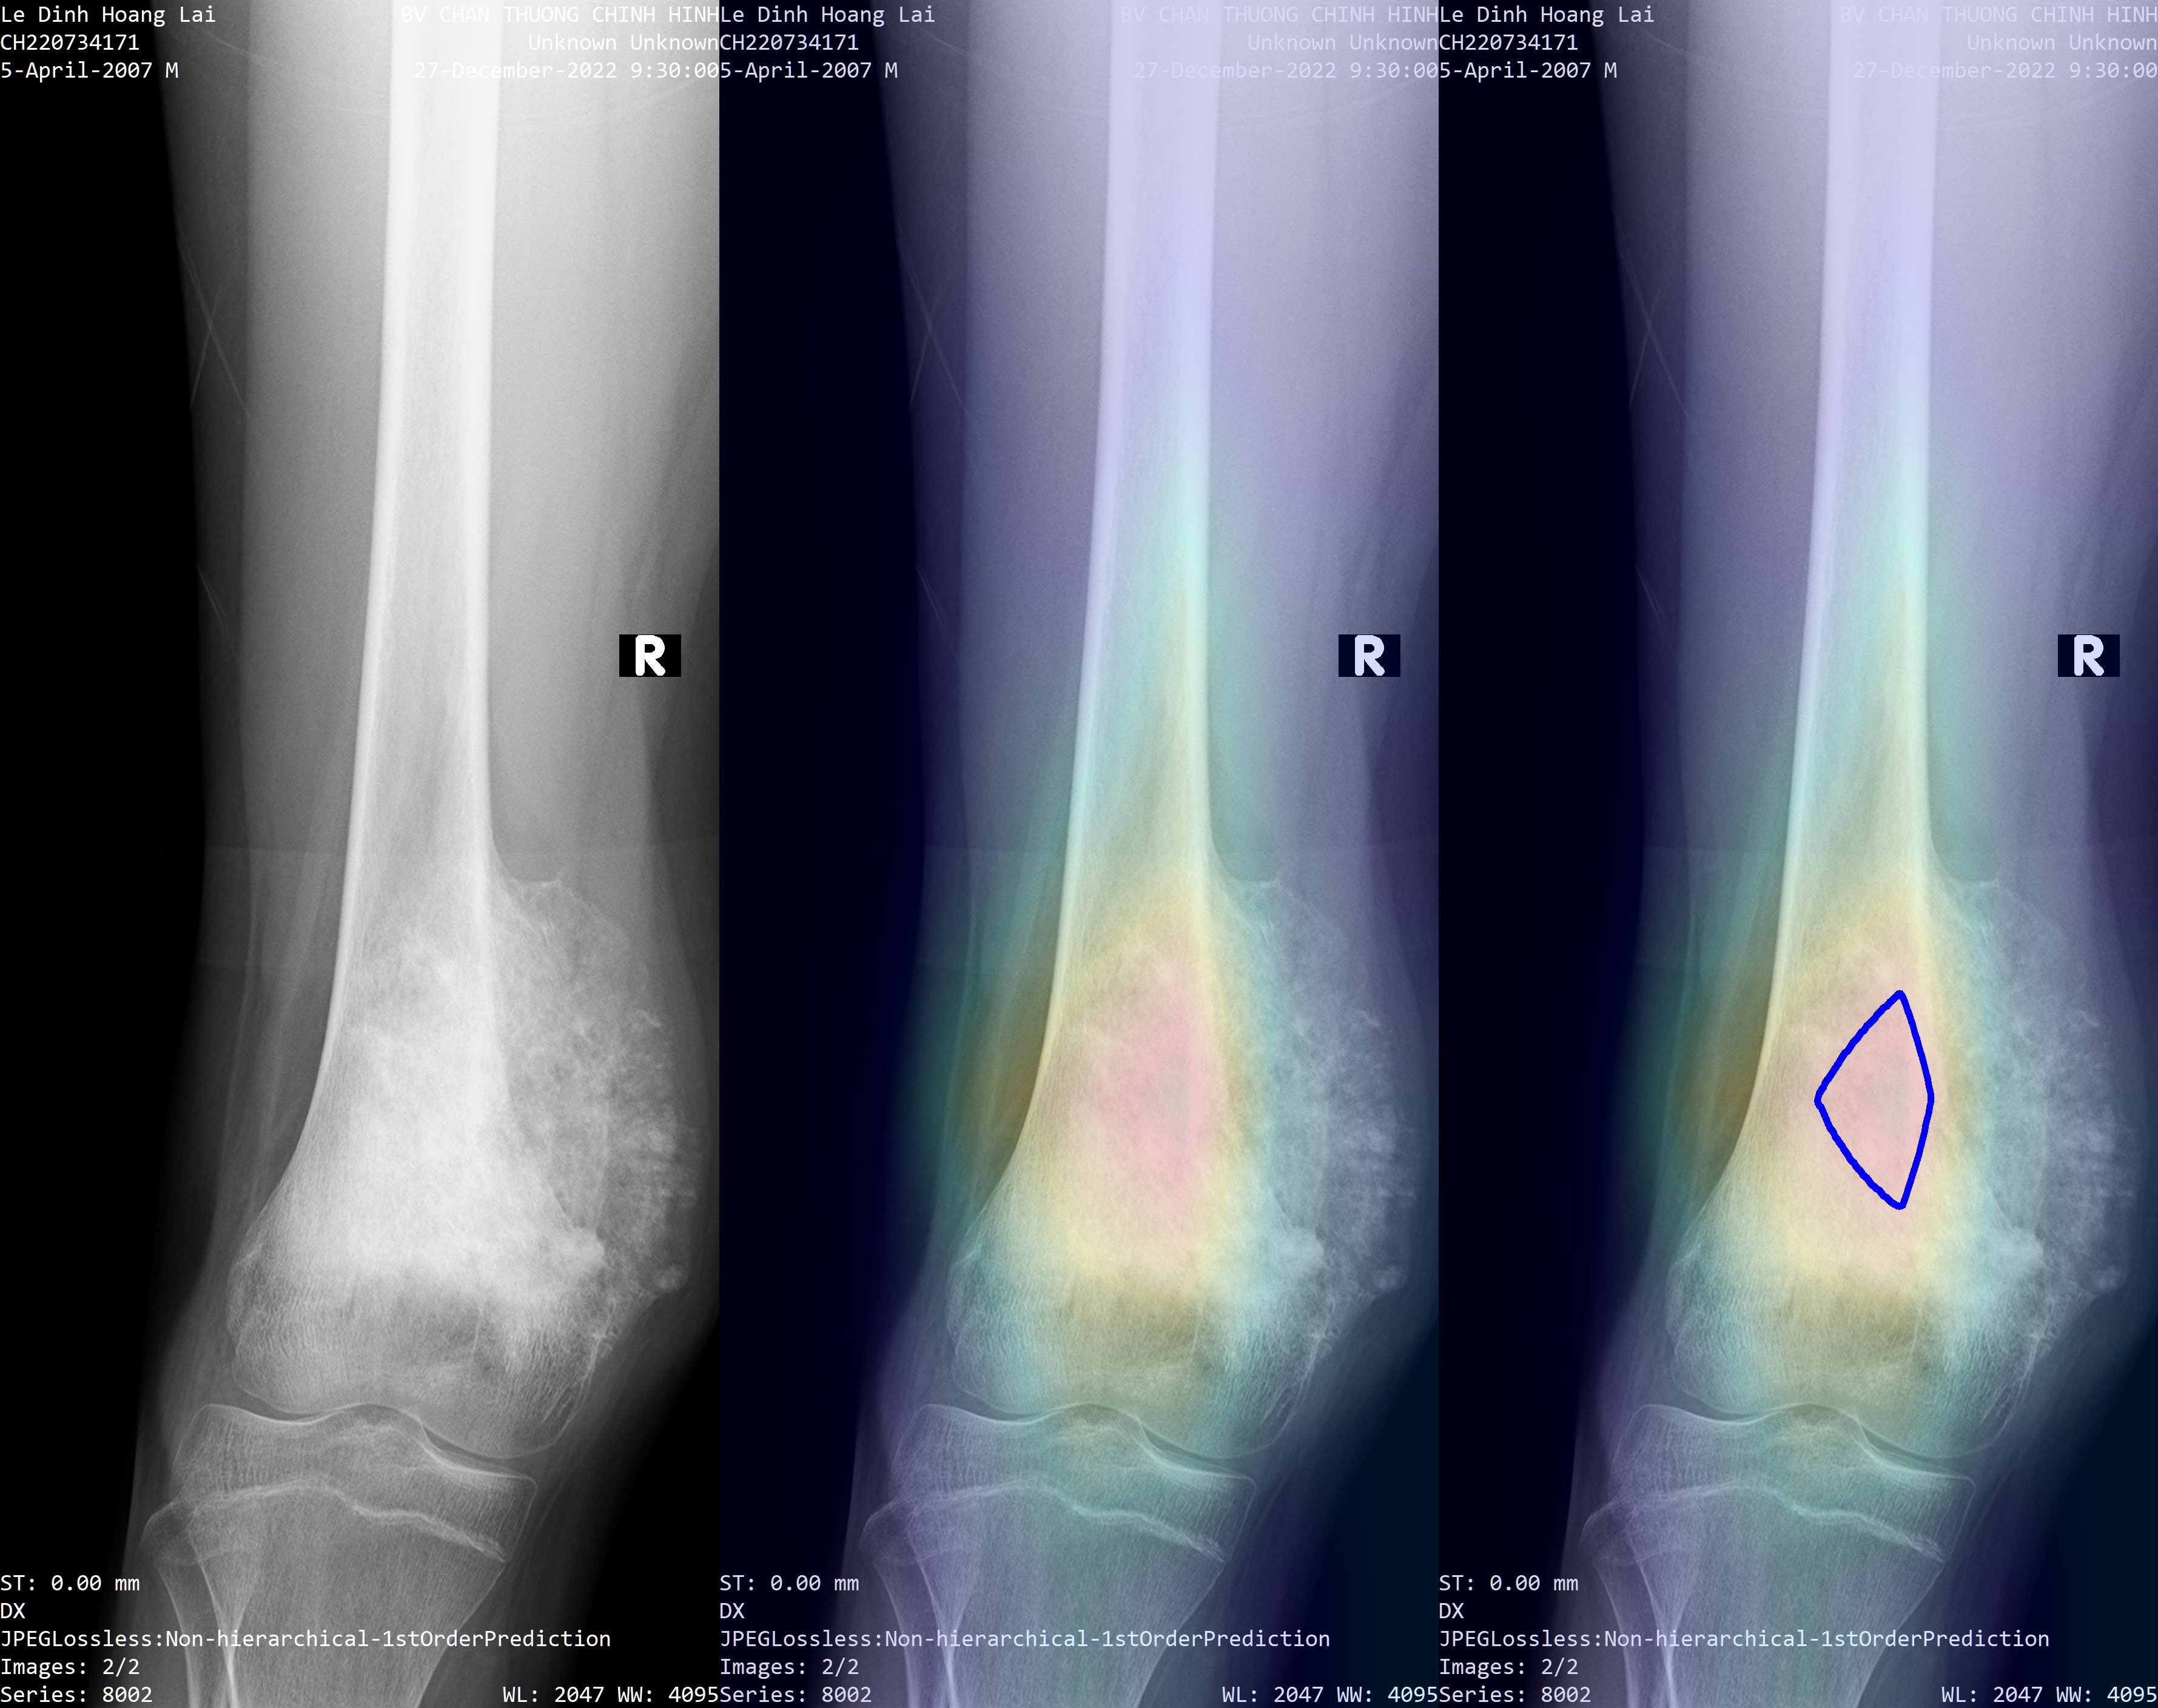 Le Dinh Hoang Lai
CH220734171
5-April-2007 M
BV CHAN THUONG CHINH HINH
Unknown Unknown
27-December-2022 9:30:00
R
ST: 0.00 mm
DX
JPEGLossless:Non-hierarchical-1stOrderPrediction
Images: 2/2
Series: 8002
WL: 2047 WW: 4095
Le Dinh Hoang Lai
CH220734171
5-April-2007 M
BV CHAN THUONG CHINH HINH
Unknown Unknown
27-December-2022 9:30:00
R
ST: 0.00 mm
DX
JPEGLossless:Non-hierarchical-1stOrderPrediction
Images: 2/2
Series: 8002
WL: 2047 WW: 4095
Le Dinh Hoang Lai
CH220734171
5-April-2007 M
BV CHAN THUONG CHINH HINH
Unknown Unknown
27-December-2022 9:30:00
R
ST: 0.00 mm
DX
JPEGLossless:Non-hierarchical-1stOrderPrediction
Images: 2/2
Series: 8002
WL: 2047 WW: 4095